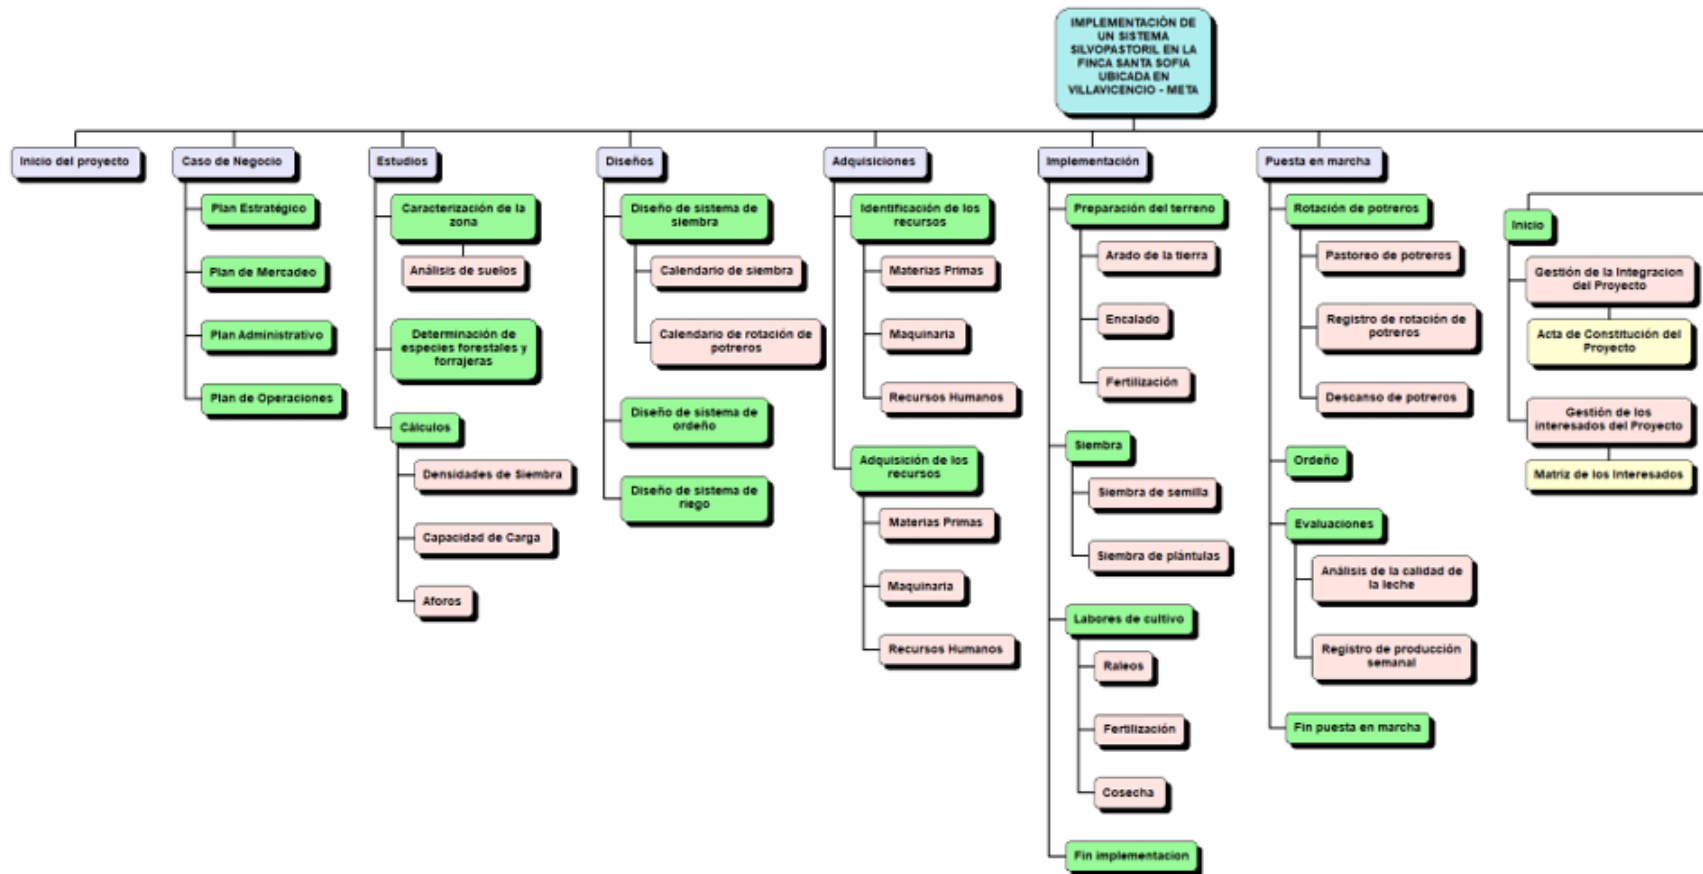 IMPLEMENTACIÓN DE
UN SISTEMA
SILVOPASTORIL EN LA
FINCA SANTA SOFIA
UBICADA EN
VILLAVICENCIO - META
Inicio del proyecto
Caso de Negocio
Plan Estratégico
Plan de Mercadeo
Plan Administrativo
Plan de Operaciones
Estudios
Caracterización de la
zona
Análisis de suelos
Determinación de
especies forestales y
forrajeras
Cálculos
Densidades de Siembra
Capacidad de Carga
Aforos
Diseños
Diseño de sistema de
siembra
Calendario de siembra
Calendario de rotación de
potreros
Diseño de sistema de
ordeño
Diseño de sistema de
riego
Adquisiciones
Identificación de los
recursos
Materias Primas
Maquinaria
Recursos Humanos
Adquisición de los
recursos
Materias Primas
Maquinaria
Recursos Humanos
Implementación
Preparación del terreno
Arado de la tierra
Encalado
Fertilización
Siembra
Siembra de semilla
Siembra de plántulas
Labores de cultivo
Raleos
Fertilización
Cosecha
Fin implementacion
Puesta en marcha
Rotación de potreros
Pastoreo de potreros
Registro de rotación de
potreros
Descanso de potreros
Ordeño
Evaluaciones
Análisis de la calidad de
la leche
Registro de producción
semanal
Fin puesta en marcha
Inicio
Gestión de la Integracion
del Proyecto
Acta de Constitución del
Proyecto
Gestión de los
interesados del Proyecto
Matriz de los Interesados